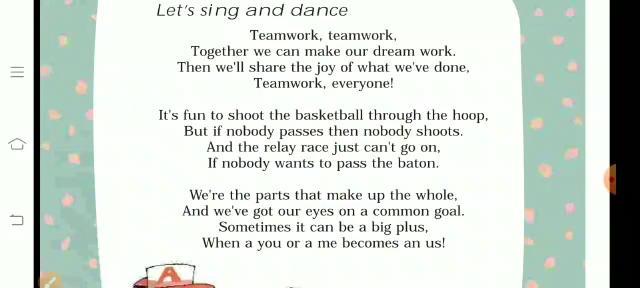 Let's sing and dance
Teamwork, teamwork,
Together we can make our dream work.
Then we'll share the joy of what we've done,
Teamwork, everyone!
It's fun to shoot the basketball through the hoop,
But if nobody passes then nobody shoots.
And the relay race just can't go on,
If nobody wants to pass the baton.
We're the parts that make up the whole,
And we've got our eyes on a common goal.
Sometimes it can be a big plus,
When a you or a me becomes an us!
A